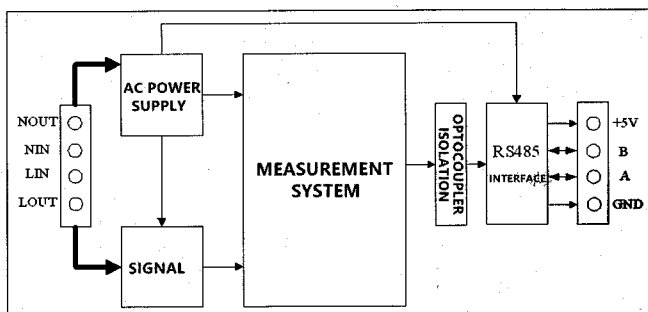 AC POWER
SUPPLY
NOUT
NIN
LIN
LOUT
MEASUREMENT
SYSTEM
SIGNAL
OPTOCOUPLER
ISOLATION
RS485
INTERFACE
+5V
B
A
GND